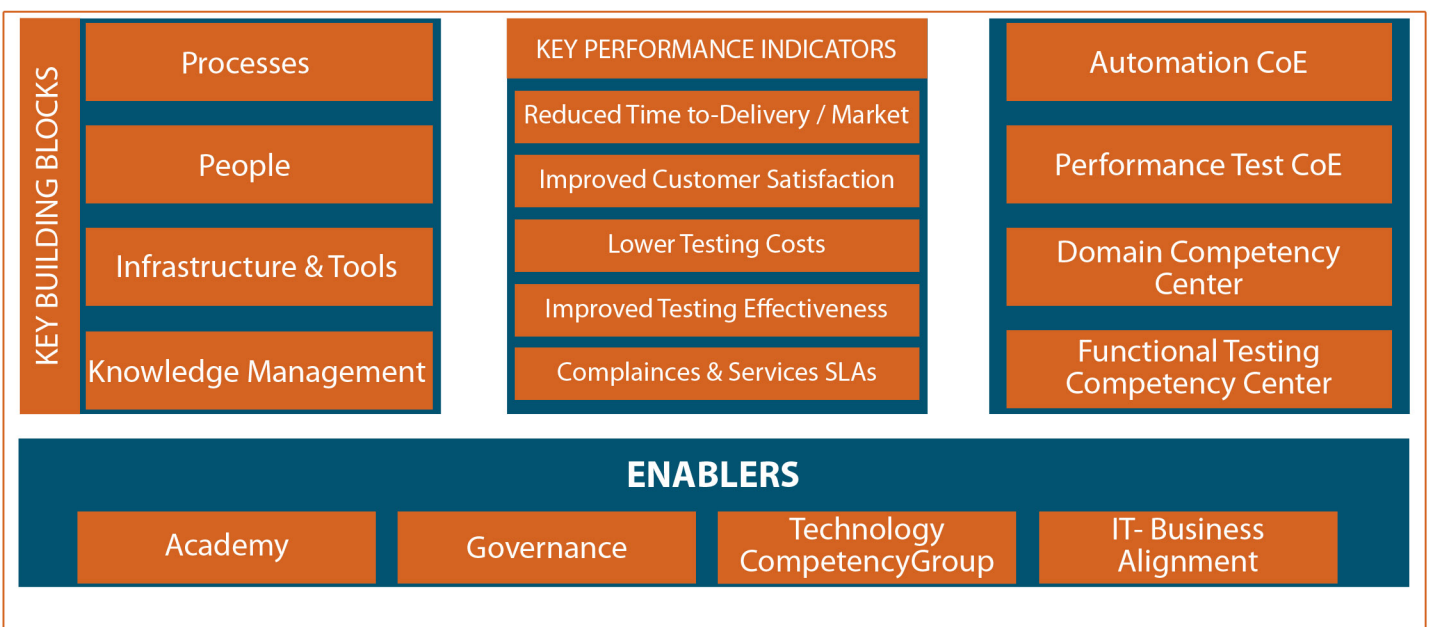 KEY BUILDING BLOCKS
Processes
People
Infrastructure & Tools
Knowledge Management
KEY PERFORMANCE INDICATORS
Reduced Time to-Delivery / Market
Improved Customer Satisfaction
Lower Testing Costs
Improved Testing Effectiveness
Complainces & Services SLAs
Automation CoE
Performance Test CoE
Domain Competency
Center
Functional Testing
Competency Center
ENABLERS
Academy
Governance
Technology
CompetencyGroup
IT- Business
Alignment